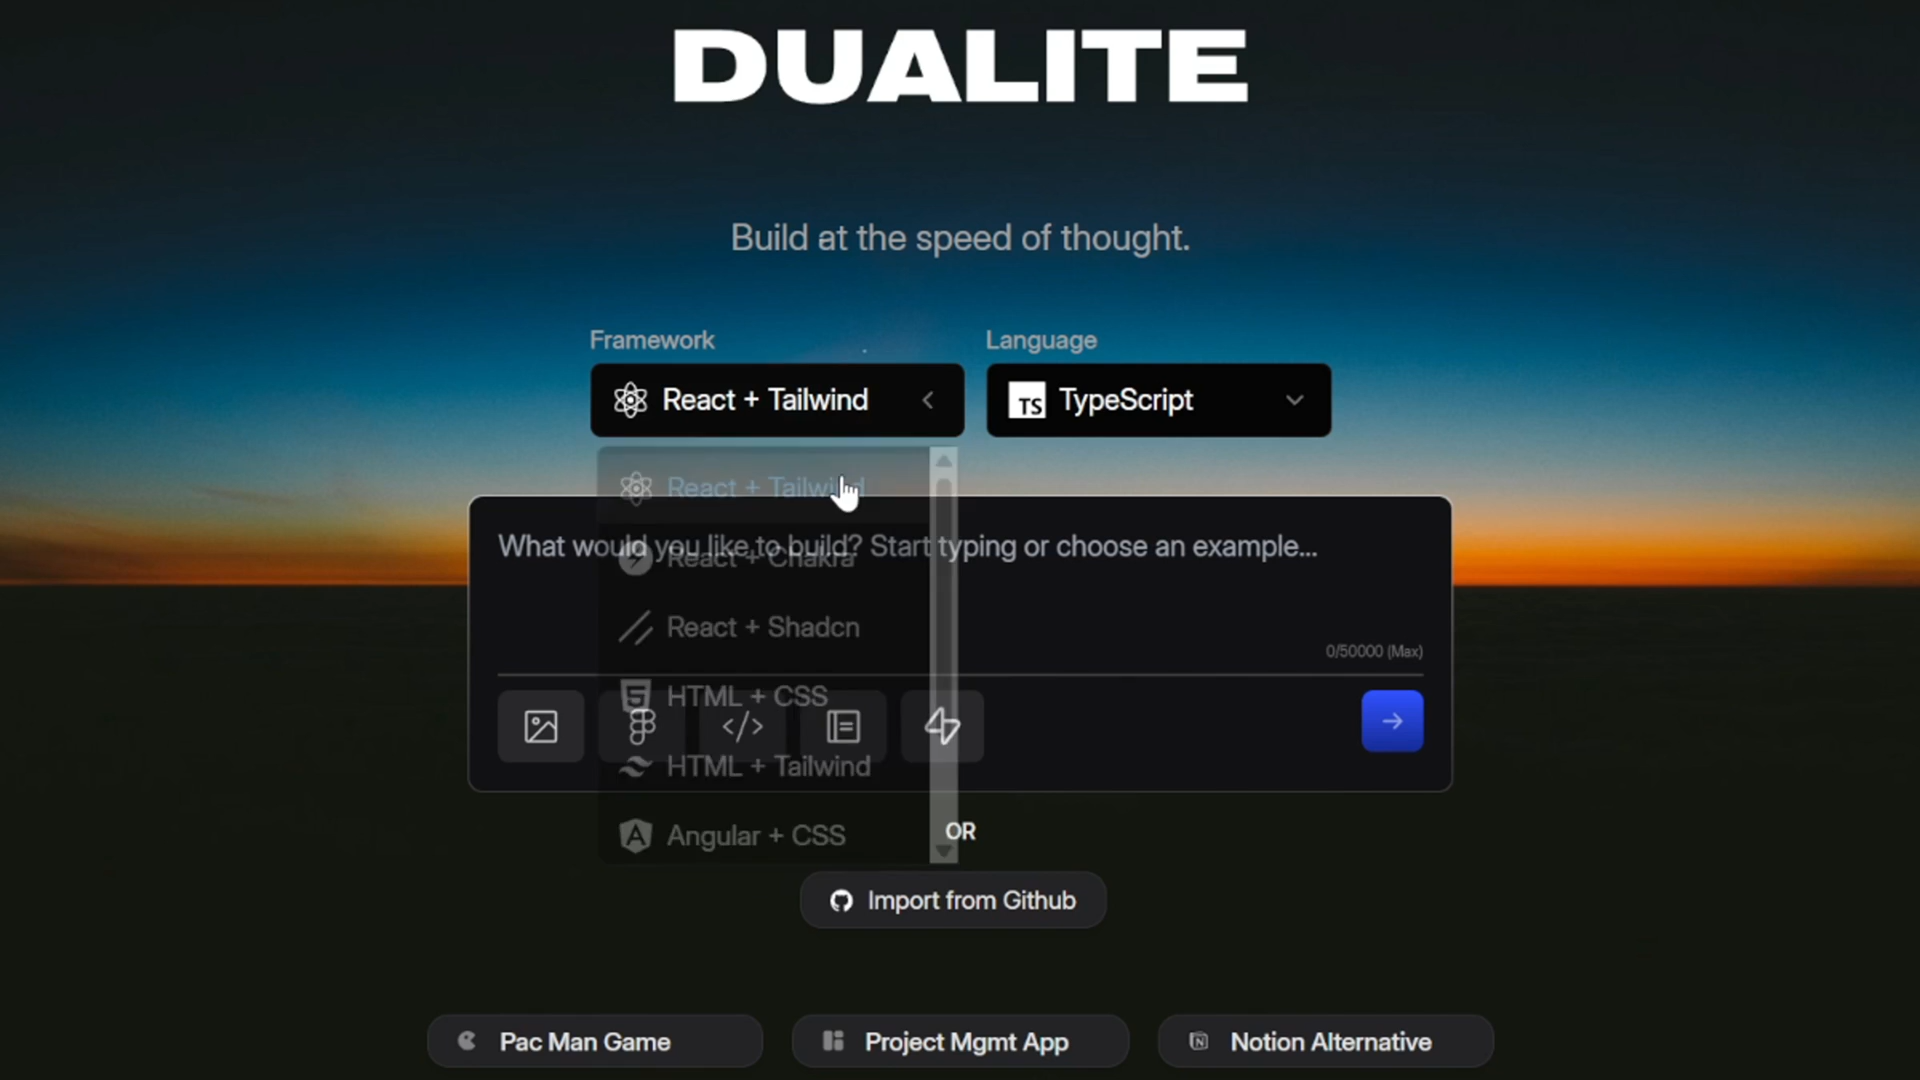 DUALITE
Build at the speed of thought.
Framework
Language
React + Tailwind
TS TypeScript
React + Tailwind
What would you like to build? Start typing or choose an example...
React + Chakra
React + Shadcn
0/50000 (Max)
HTML + CSS
HTML + Tailwind
Angular + CSS
OR
Import from Github
Pac Man Game
Project Mgmt App
Notion Alternative